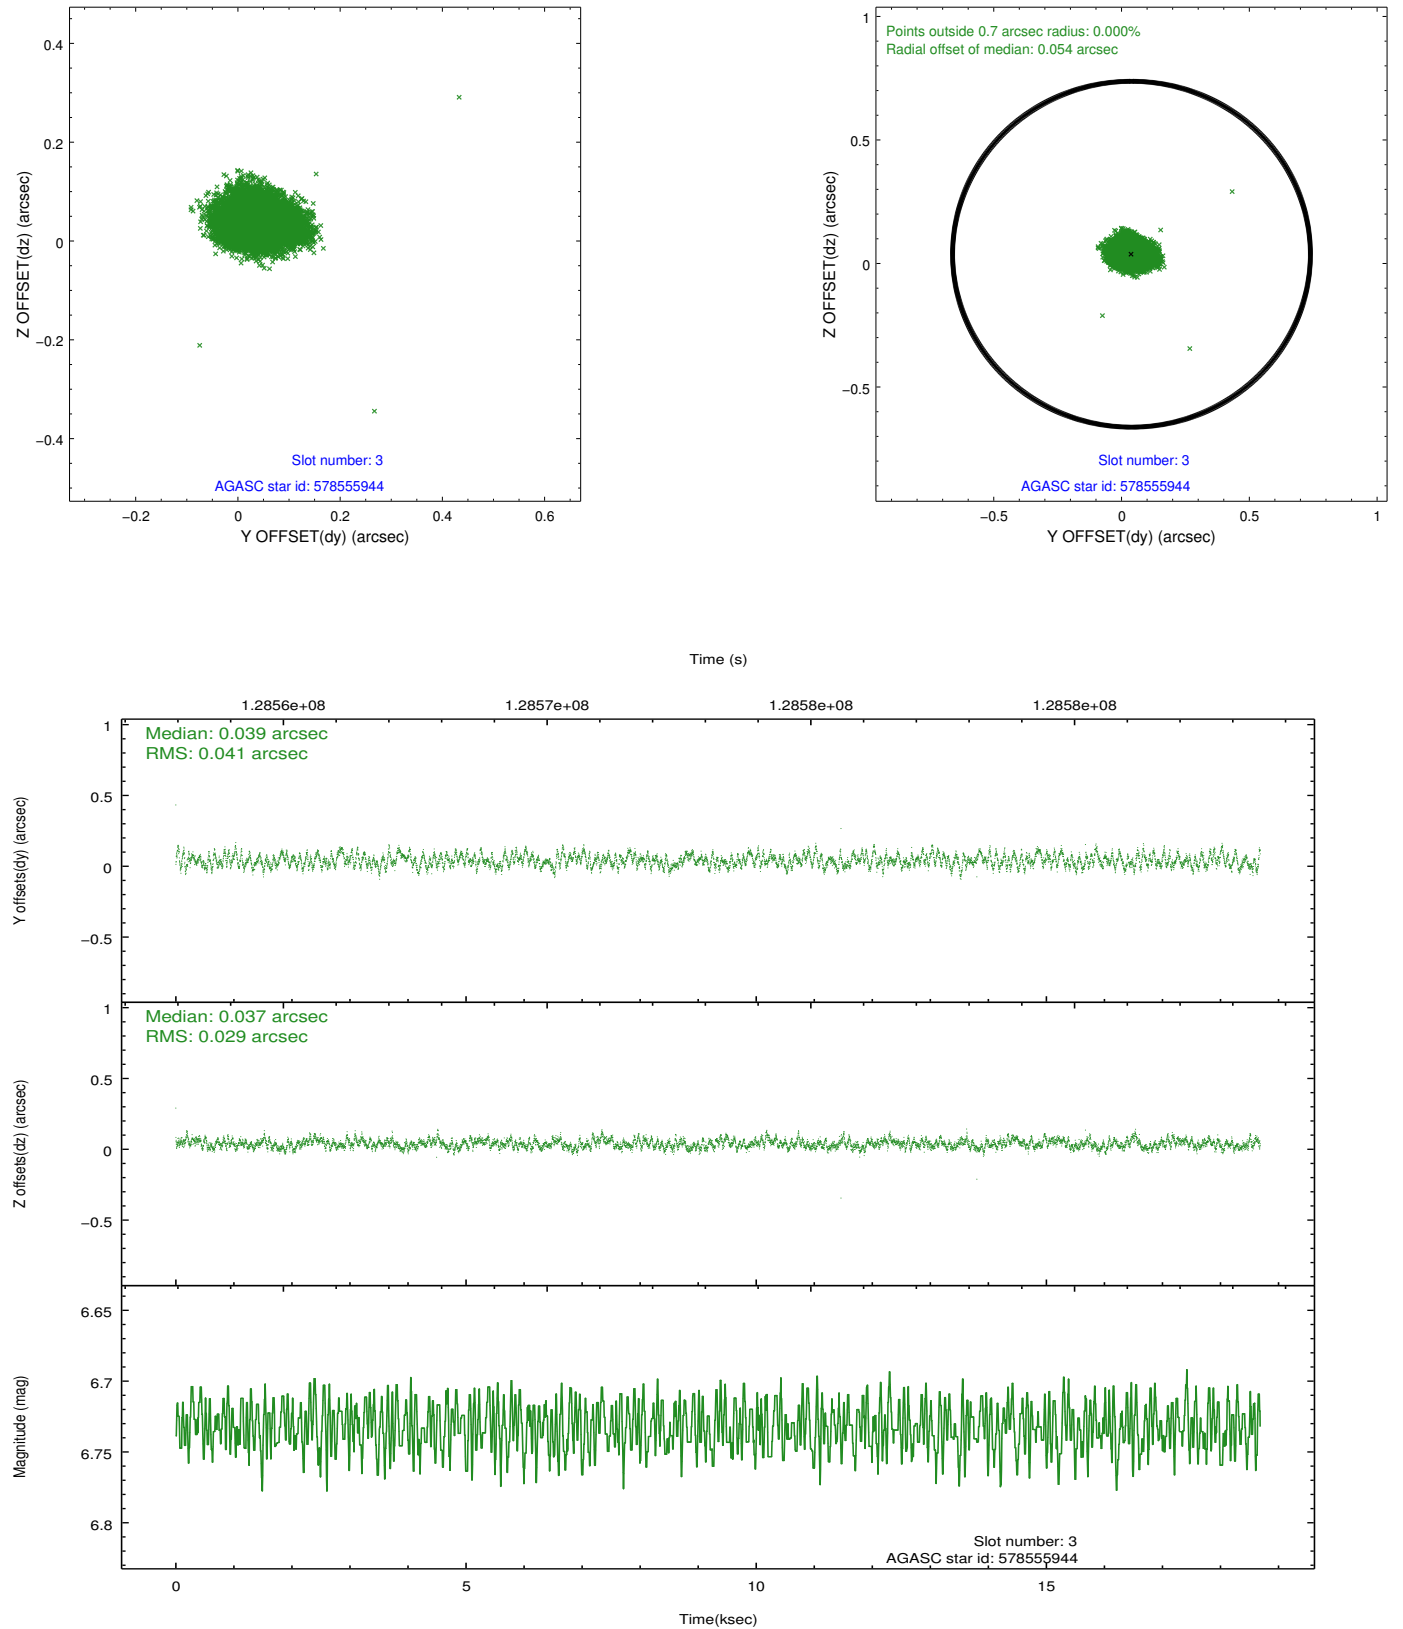 0.4
0.2
0
−0.2
−0.4
Z OFFSET(dz) (arcsec)
Slot number: 3
AGASC star id: 578555944
−0.2 0 0.2 0.4 0.6
Y OFFSET(dy) (arcsec)
Points outside 0.7 arcsec radius: 0.000%
Radial offset of median: 0.054 arcsec
1
0.5
0
−0.5
Z OFFSET(dz) (arcsec)
Slot number: 3
AGASC star id: 578555944
−0.5 0 0.5 1
Y OFFSET(dy) (arcsec)
Time (s)
1.2856e+08 1.2857e+08 1.2858e+08 1.2858e+08
Median: 0.039 arcsec
RMS: 0.041 arcsec
1
0.5
0
−0.5
Y offsets(dy) (arcsec)
Median: 0.037 arcsec
RMS: 0.029 arcsec
1
0.5
0
−0.5
Z offsets(dz) (arcsec)
6.65
6.7
6.75
6.8
Magnitude (mag)
Slot number: 3
AGASC star id: 578555944
0 5 10 15
Time(ksec)